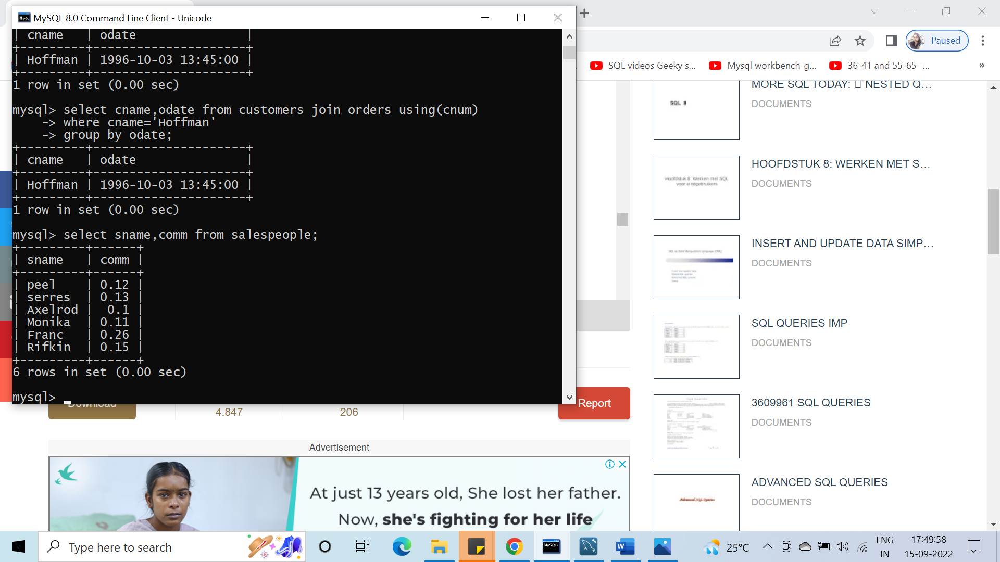 MySQL 8.0 Command Line Client - Unicode
| cname | odate |
+---------+---------------------+
| Hoffman | 1996-10-03 13:45:00 |
+---------+---------------------+
1 row in set (0.00 sec)
mysql> select cname,odate from customers join orders using(cnum)
-> where cname='Hoffman'
-> group by odate;
+---------+---------------------+
| cname | odate |
+---------+---------------------+
| Hoffman | 1996-10-03 13:45:00 |
+---------+---------------------+
1 row in set (0.00 sec)
mysql> select sname,comm from salespeople;
+---------+------+
| sname | comm |
+---------+------+
| peel | 0.12 |
| serres | 0.13 |
| Axelrod | 0.1 |
| Monika | 0.11 |
| Franc | 0.26 |
| Rifkin | 0.15 |
+---------+------+
6 rows in set (0.00 sec)
mysql>
Paused
SQL videos Geeky s...
Mysql workbench-g...
36-41 and 55-65 -...
»
MORE SQL TODAY: NESTED Q...
DOCUMENTS
SQL II
HOOFDSTUK 8: WERKEN MET S...
DOCUMENTS
Hoofdstuk 8: Werken met SQL
voor eindgebruikers
INSERT AND UPDATE DATA SIMP...
DOCUMENTS
SQL QUERIES IMP
DOCUMENTS
3609961 SQL QUERIES
DOCUMENTS
ADVANCED SQL QUERIES
DOCUMENTS
Advanced SQL Queries
Download
4.847
206
Report
Advertisement
At just 13 years old, She lost her father.
Now, she's fighting for her life
Type here to search
MySQL>
W
25°C
ENG
IN
17:49:58
15-09-2022